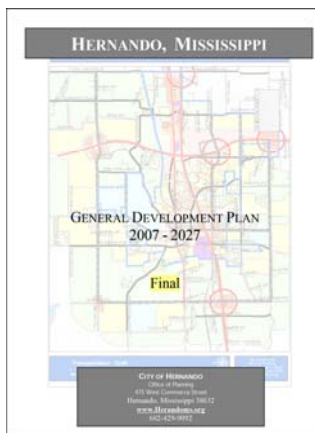 HERNANDO, MISSISSIPPI
GENERAL DEVELOPMENT PLAN
2007 - 2027
Final
CITY OF HERNANDO
Office of Planning
475 West Commerce Street
Hernando, Mississippi 38632
www.Hernandoms.org
662-429-9092